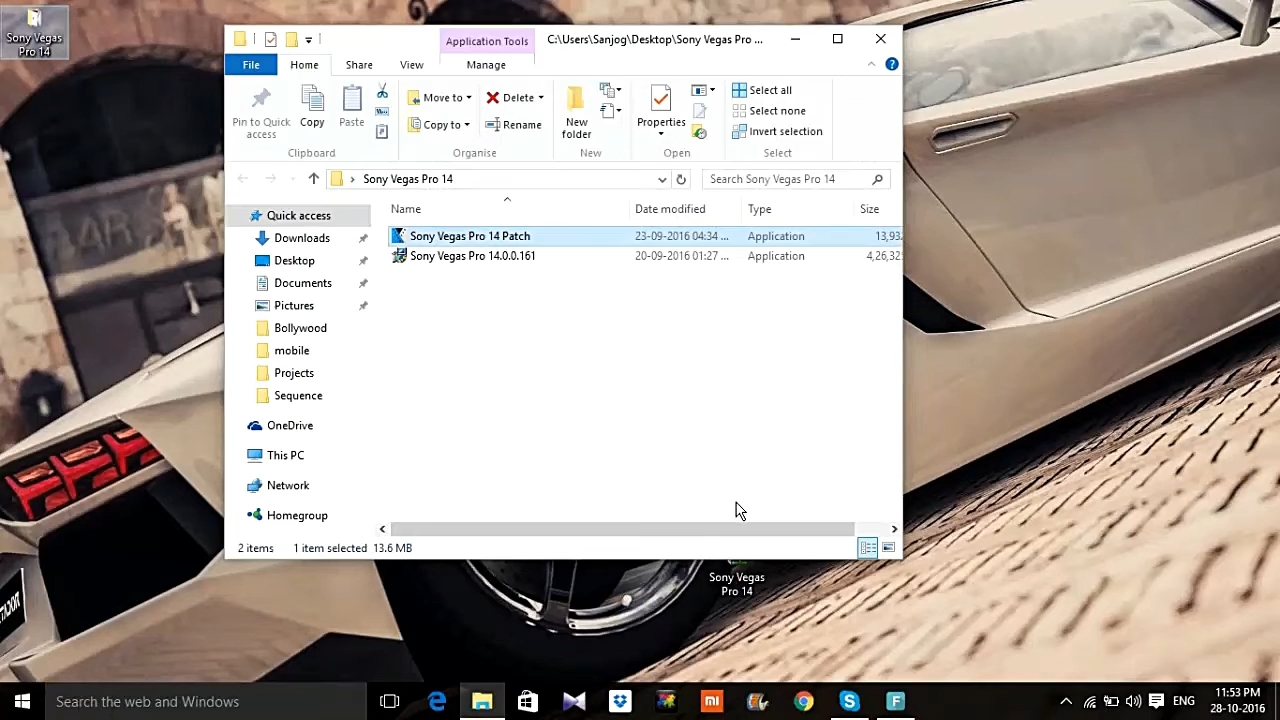 Sony Vegas
Pro 14
C:\Users\Sanjog\Desktop\Sony Vegas Pro ...
Application Tools
File
Home
Share
View
Manage
Pin to Quick
access
Copy
Paste
Move to
Copy to
Delete
Rename
New
folder
Properties
Select all
Select none
Invert selection
Clipboard
Organise
New
Open
Select
Sony Vegas Pro 14
Search Sony Vegas Pro 14
Name
Date modified
Type
Size
Quick access
Downloads
Desktop
Documents
Pictures
Bollywood
mobile
Projects
Sequence
OneDrive
This PC
Network
Homegroup
Sony Vegas Pro 14 Patch 23-09-2016 04:34 ... Application 13,93
Sony Vegas Pro 14.0.0.161 20-09-2016 01:27 ... Application 4,26,32
2 items 1 item selected 13.6 MB
Sony Vegas
Pro 14
Search the web and Windows
mi
F
ENG
11:53 PM
28-10-2016